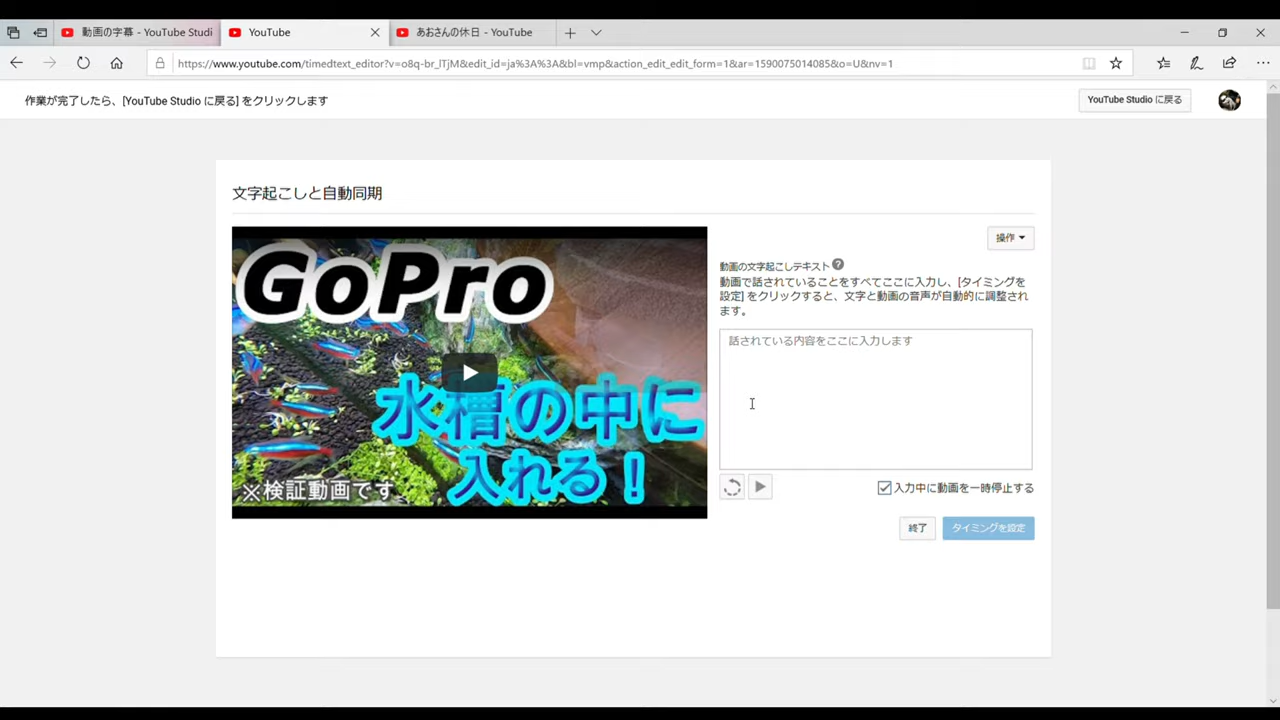 動画の字幕 - YouTube Studi
YouTube
あおさんの休日 - YouTube
https://www.youtube.com/timedtext_editor?v=o8q-br_lTjM&edit_id=ja%3A%3A&bl=vmp&action_edit_edit_form=1&ar=1590075014085&o=U&nv=1
作業が完了したら、[YouTube Studio に戻る] をクリックします
YouTube Studio に戻る
文字起こしと自動同期
GoPro
水槽の中に
入れる！
※検証動画です
操作
動画の文字起こしテキスト
動画で話されていることをすべてここに入力し、[タイミングを
設定] をクリックすると、文字と動画の音声が自動的に調整され
ます。
話されている内容をここに入力します
入力中に動画を一時停止する
終了
タイミングを設定